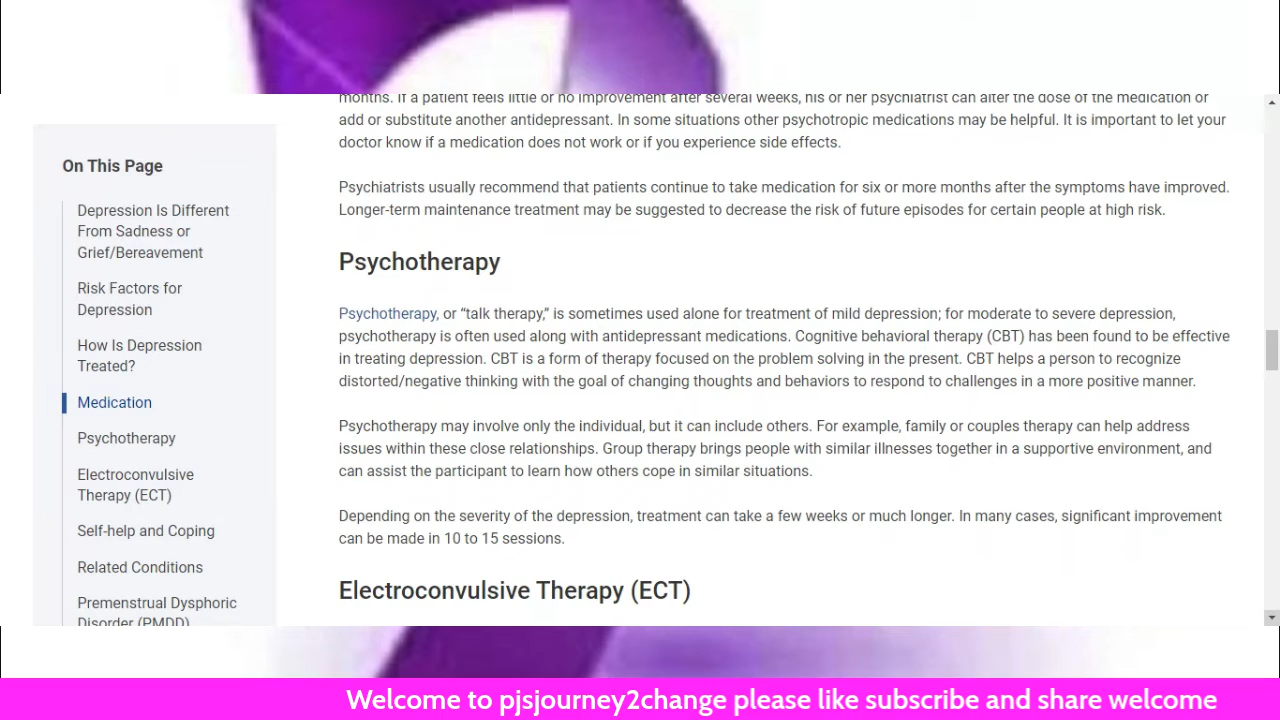 months. If a patient feels little or no improvement after several weeks, his or her psychiatrist can alter the dose of the medication or
add or substitute another antidepressant. In some situations other psychotropic medications may be helpful. It is important to let your
doctor know if a medication does not work or if you experience side effects.
Psychiatrists usually recommend that patients continue to take medication for six or more months after the symptoms have improved.
Longer-term maintenance treatment may be suggested to decrease the risk of future episodes for certain people at high risk.
Psychotherapy
Psychotherapy, or “talk therapy,” is sometimes used alone for treatment of mild depression; for moderate to severe depression,
psychotherapy is often used along with antidepressant medications. Cognitive behavioral therapy (CBT) has been found to be effective
in treating depression. CBT is a form of therapy focused on the problem solving in the present. CBT helps a person to recognize
distorted/negative thinking with the goal of changing thoughts and behaviors to respond to challenges in a more positive manner.
Psychotherapy may involve only the individual, but it can include others. For example, family or couples therapy can help address
issues within these close relationships. Group therapy brings people with similar illnesses together in a supportive environment, and
can assist the participant to learn how others cope in similar situations.
Depending on the severity of the depression, treatment can take a few weeks or much longer. In many cases, significant improvement
can be made in 10 to 15 sessions.
Electroconvulsive Therapy (ECT)
On This Page
Depression Is Different
From Sadness or
Grief/Bereavement
Risk Factors for
Depression
How Is Depression
Treated?
Medication
Psychotherapy
Electroconvulsive
Therapy (ECT)
Self-help and Coping
Related Conditions
Premenstrual Dysphoric
Disorder (PMDD)
Welcome to pjsjourney2change please like subscribe and share welcome